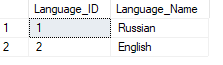 Language_ID Language_Name
1 1 Russian
2 2 English